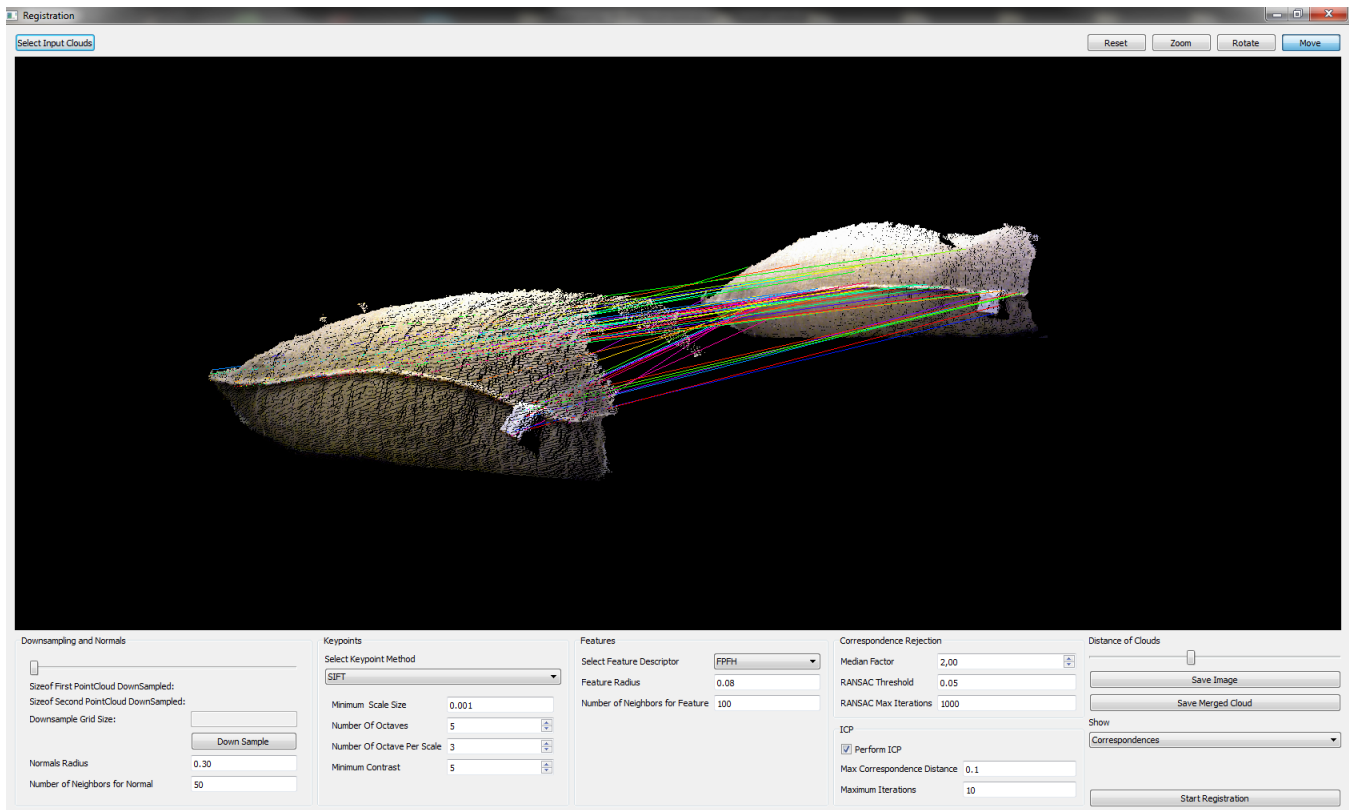 Registration
Select Input Clouds
Reset
Zoom
Rotate
Move
Downsampling and Normals
Sizeof First PointCloud DownSampled:
Sizeof Second PointCloud DownSampled:
Downsample Grid Size:
Down Sample
Normals Radius
0.30
Number of Neighbors for Normal
50
Keypoints
Select Keypoint Method
SIFT
Minimum Scale Size
0.001
Number Of Octaves
5
Number Of Octave Per Scale
3
Minimum Contrast
5
Features
Select Feature Descriptor
FPFH
Feature Radius
0.08
Number of Neighbors for Feature
100
Correspondence Rejection
Median Factor
2,00
RANSAC Threshold
0.05
RANSAC Max Iterations
1000
ICP
Perform ICP
Max Correspondence Distance
0.1
Maximum Iterations
10
Distance of Clouds
Save Image
Save Merged Cloud
Show
Correspondences
Start Registration